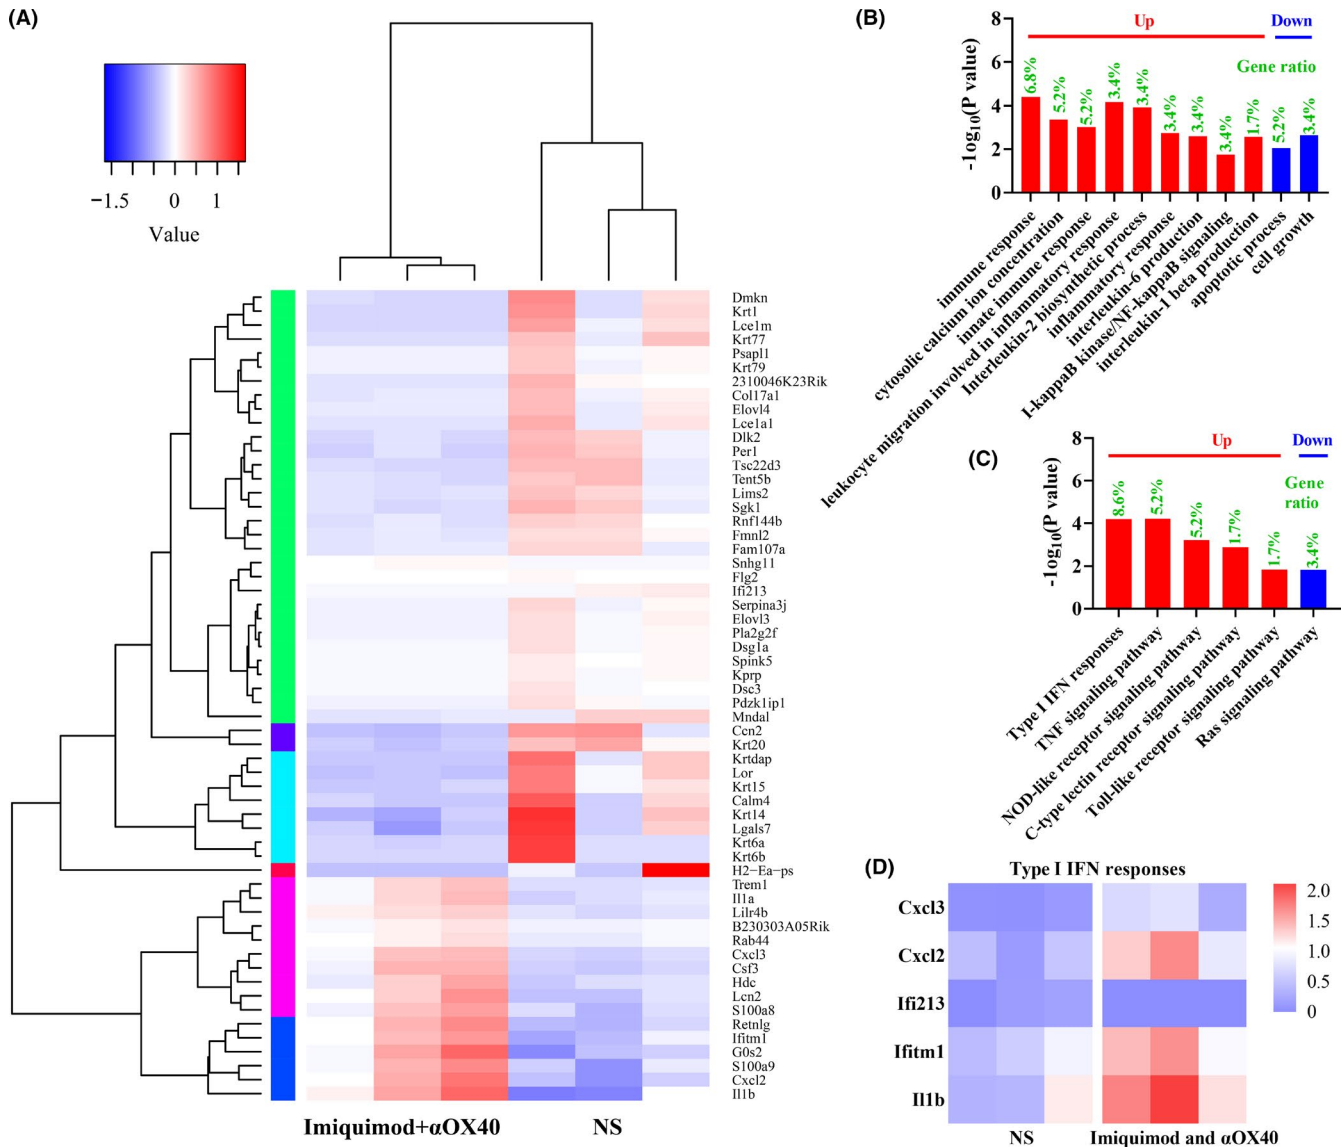 (A)
−1.5 0 1
Value
Dmkn
Krt1
Lce1m
Krt77
Psapl1
Krt79
2310046K23Rik
Col17a1
Elovl4
Lce1a1
Dlk2
Per1
Tsc22d3
Tent5b
Lims2
Sgk1
Rnf144b
Fmnl2
Fam107a
Snhg11
Flg2
Ifi213
Serpina3j
Elovl3
Pla2g2f
Dsg1a
Spink5
Kprp
Dsc3
Pdzk1ip1
Mndal
Ccn2
Krt20
Krtdap
Lor
Krt15
Calm4
Krt14
Lgals7
Krt6a
Krt6b
H2−Ea−ps
Trem1
Il1a
Lilr4b
B230303A05Rik
Rab44
Cxcl3
Csf3
Hdc
Lcn2
S100a8
Retnlg
Ifitm1
G0s2
S100a9
Cxcl2
Il1b
Imiquimod+αOX40 NS
(B)
Up Down
Gene ratio
-log10(P value)
8
6
4
2
0
6.8%
5.2%
5.2%
3.4%
3.4%
3.4%
3.4%
3.4%
1.7%
5.2%
3.4%
immune response
cytosolic calcium ion concentration
innate immune response
leukocyte migration involved in inflammatory response
Interleukin-2 biosynthetic process
inflammatory response
interleukin-6 production
I-kappaB kinase/NF-kappaB signaling
interleukin-1 beta production
apoptotic process
cell growth
(C)
Up Down
Gene
ratio
-log10(P value)
8
6
4
2
0
8.6%
5.2%
5.2%
1.7%
1.7%
3.4%
Type I IFN responses
TNF signaling pathway
NOD-like receptor signaling pathway
C-type lectin receptor signaling pathway
Toll-like receptor signaling pathway
Ras signaling pathway
(D)
Type I IFN responses
Cxcl3
Cxcl2
Ifi213
Ifitm1
Il1b
2.0
1.5
1.0
0.5
0
NS Imiquimod and αOX40